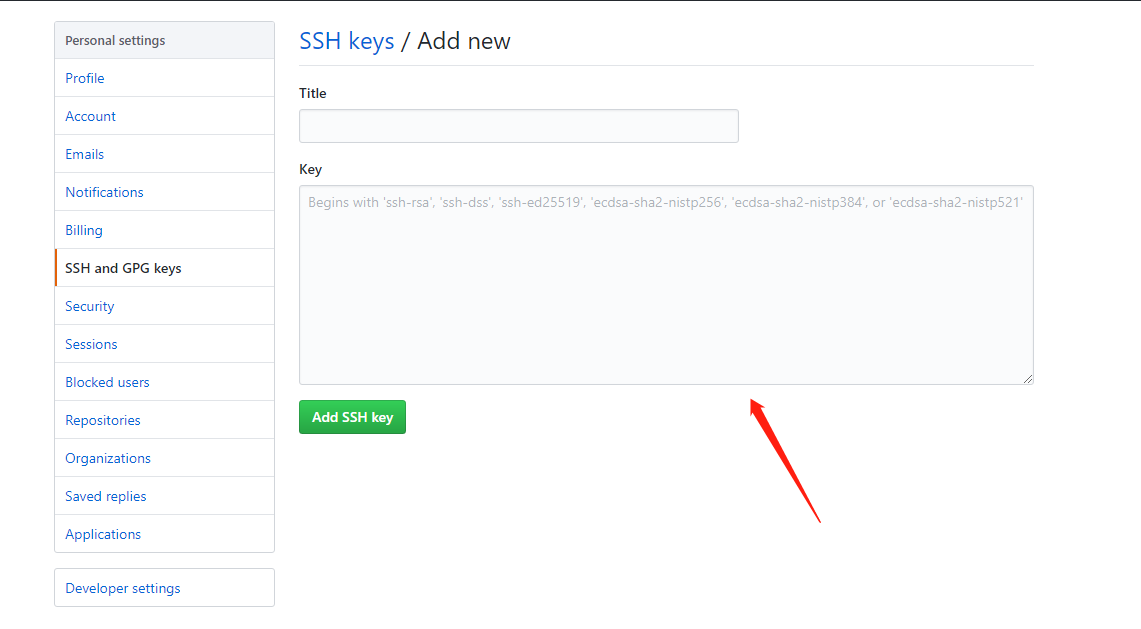 Personal settings
Profile
Account
Emails
Notifications
Billing
SSH and GPG keys
Security
Sessions
Blocked users
Repositories
Organizations
Saved replies
Applications
Developer settings
SSH keys / Add new
Title
Key
Begins with 'ssh-rsa', 'ssh-dss', 'ssh-ed25519', 'ecdsa-sha2-nistp256', 'ecdsa-sha2-nistp384', or 'ecdsa-sha2-nistp521'
Add SSH key